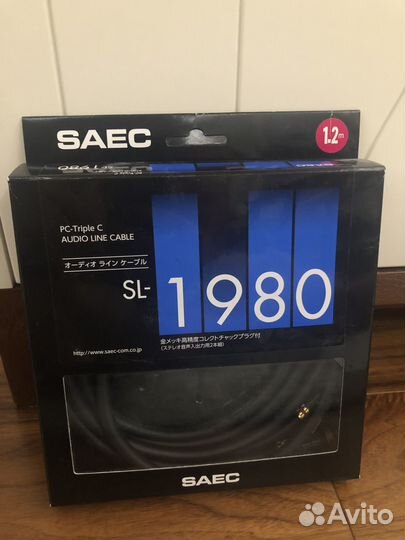 SAEC
1.2m
PC-Triple C
AUDIO LINE CABLE
オーディオ ライン ケーブル
SL-1980
金メッキ高精度コレクトチャックプラグ付
(ステレオ音声入出力用2本組)
http://www.saec-com.co.jp
SAEC
Avito